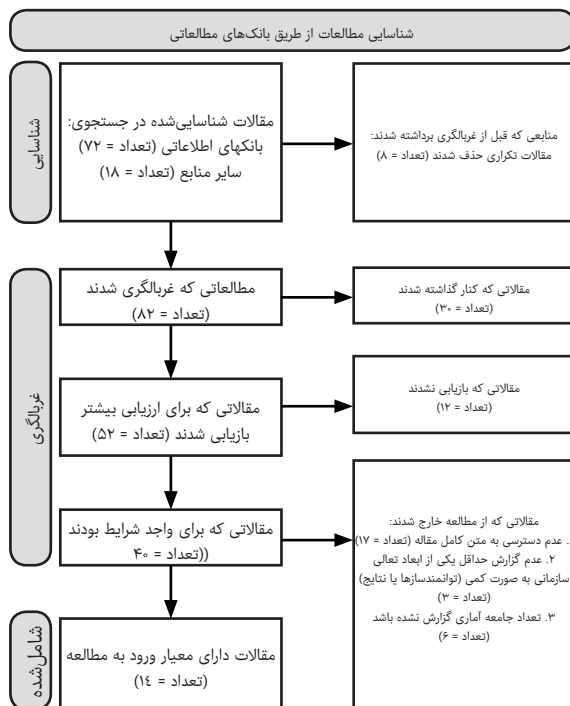 شناسایی مطالعات از طریق بانک‌های مطالعاتی
شناسایی
مقالات شناسایی‌شده در جستجوی:
بانکهای اطلاعاتی (تعداد = ۷۲)
سایر منابع (تعداد = ۱۸)
منابعی که قبل از غربالگری برداشته شدند:
مقالات تکراری حذف شدند (تعداد = ۸)
غربالگری
مطالعاتی که غربالگری شدند
(تعداد = ۸۲)
مقالاتی که کنار گذاشته شدند
(تعداد = ۳۰)
مقالاتی که برای ارزیابی بیشتر
بازیابی شدند (تعداد = ۵۲)
مقالاتی که بازیابی نشدند
(تعداد = ۱۲)
مقالاتی که برای واجد شرایط بودند
((تعداد = ۴۰
مقالاتی که از مطالعه خارج شدند:
. عدم دسترسی به متن کامل مقاله (تعداد = ۱۷)
۲. عدم گزارش حداقل یکی از ابعاد تعالی
سازمانی به صورت کمی (توانمندسازها یا نتایج)
(تعداد = ۳)
۳. تعداد جامعه آماری گزارش نشده باشد
(تعداد = ۶)
شامل‌شده
مقالات دارای معیار ورود به مطالعه
(تعداد = ۱٤)